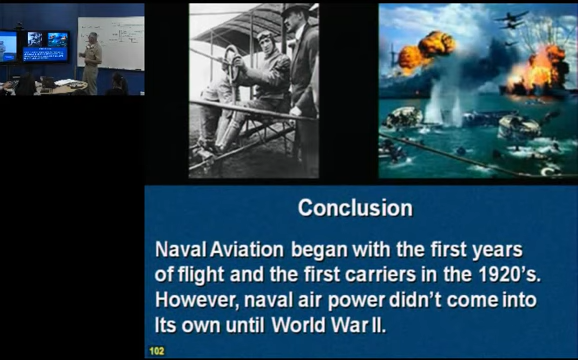 Conclusion
Naval Aviation began with the first years
of flight and the first carriers in the 1920's.
However, naval air power didn't come into
Its own until World War II.
102